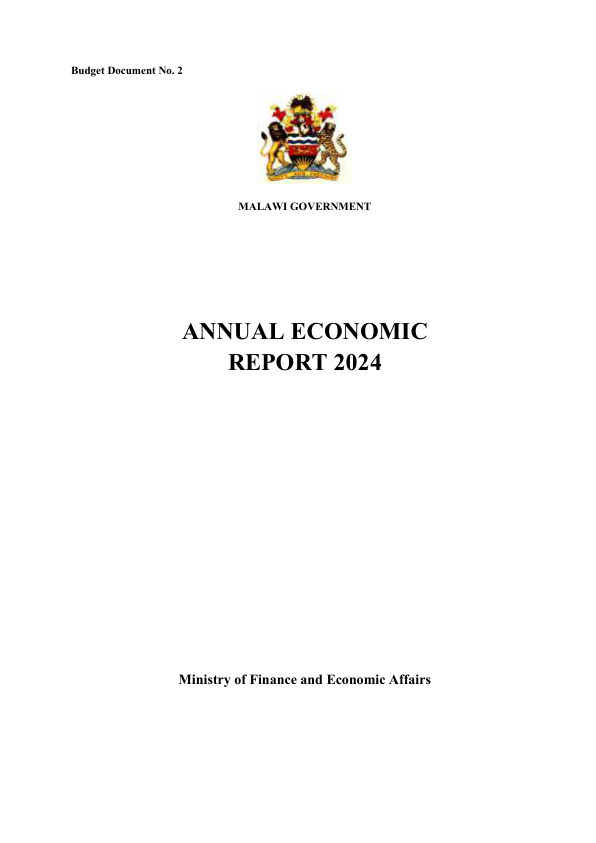 Budget Document No. 2
MALAWI GOVERNMENT
ANNUAL ECONOMIC
REPORT 2024
Ministry of Finance and Economic Affairs